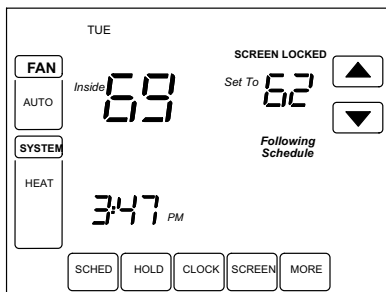 TUE
SCREEN LOCKED
FAN
AUTO
Inside 69
Set To 62
Following
Schedule
SYSTEM
HEAT
3:47 PM
SCHED HOLD CLOCK SCREEN MORE